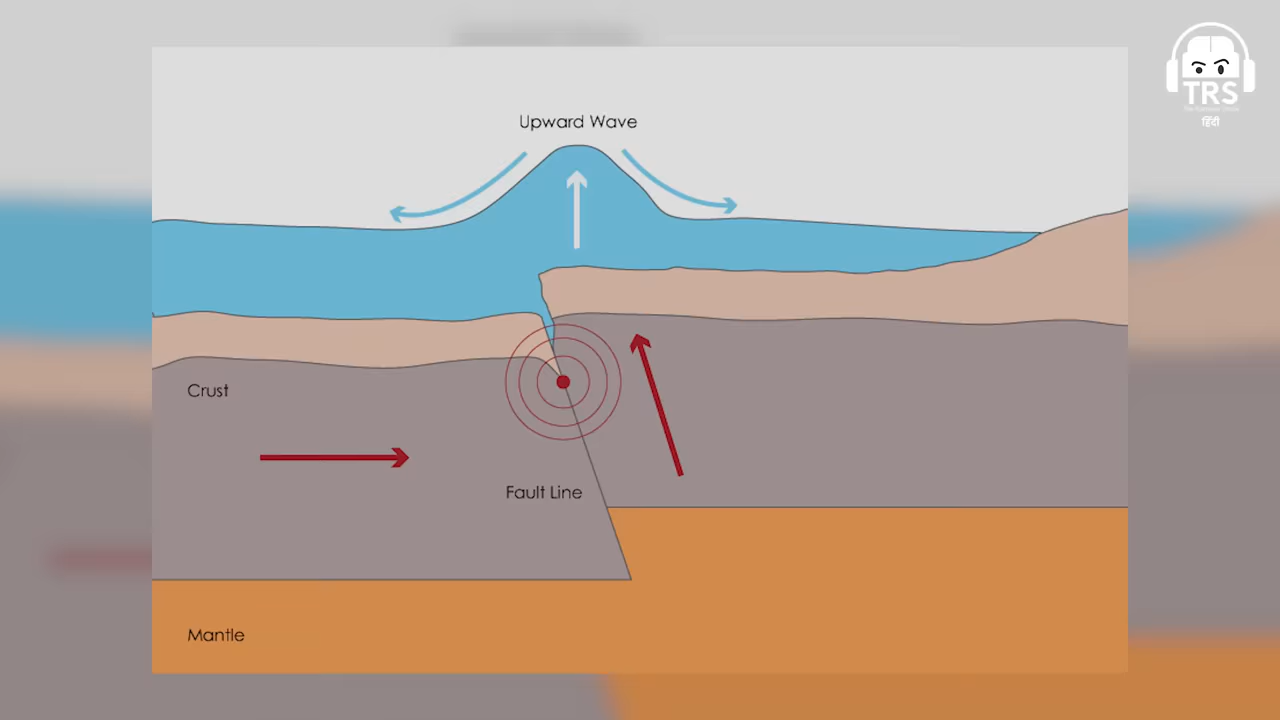 TRS
हिंदी
Upward Wave
Crust
Fault Line
Mantle